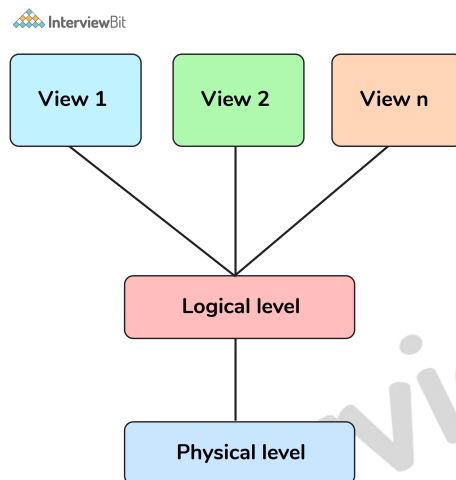 InterviewBit
View 1
View 2
View n
Logical level
Physical level